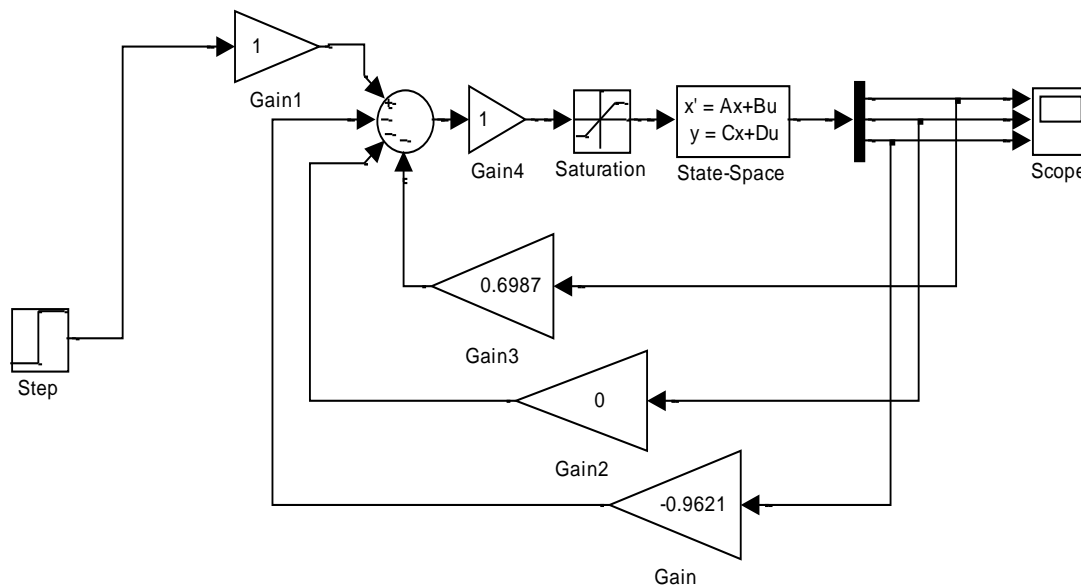 1
Gain1
1
Gain4
Saturation
x' = Ax+Bu
y = Cx+Du
State-Space
Scope
0.6987
Gain3
Step
0
Gain2
-0.9621
Gain